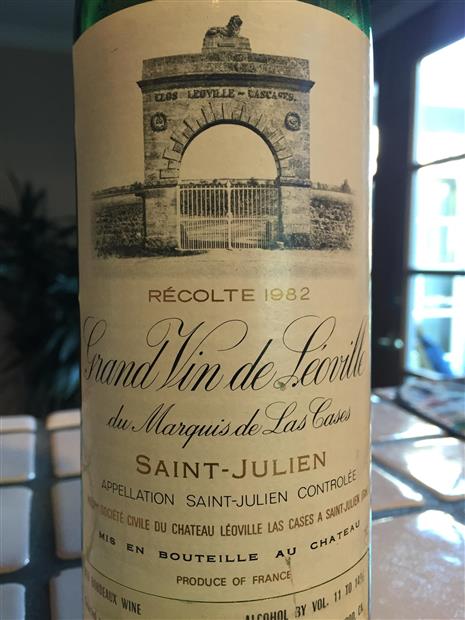 CLOS LEOVILLE-CASCASES.
RÉCOLTE 1982
Grand Vin de Léoville
du Marquis de Las Cases
SAINT-JULIEN
APPELLATION SAINT-JULIEN CONTROLÉE
SOCIÉTÉ CIVILE DU CHATEAU LÉOVILLE LAS CASES A SAINT-JULIEN
MIS EN BOUTEILLE AU CHATEAU
PRODUCE OF FRANCE
BORDEAUX WINE
ALCOHOL BY VOL. 11 TO